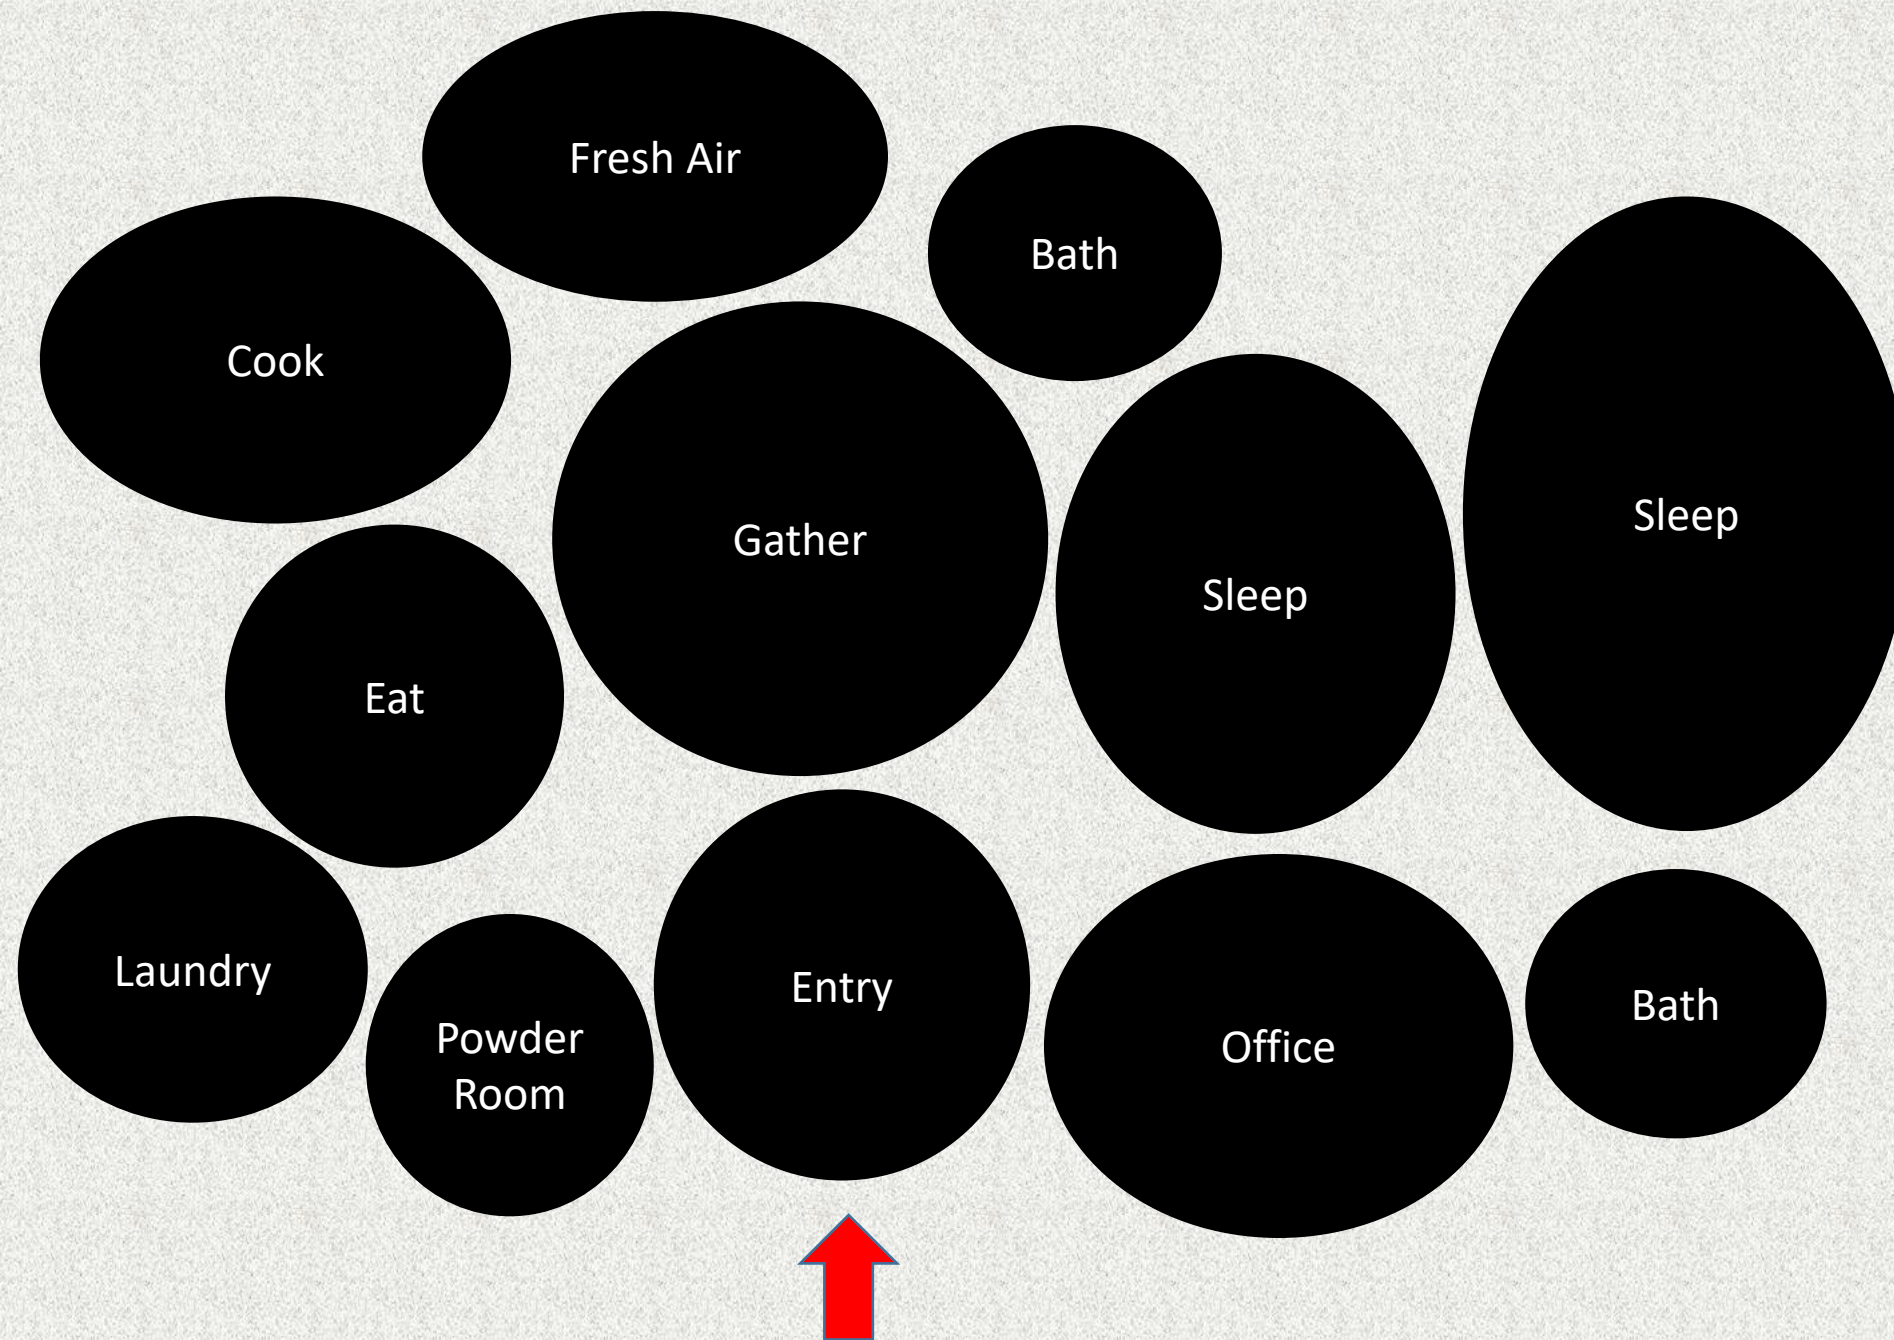 Fresh Air
Bath
Cook
Gather
Sleep
Sleep
Eat
Laundry
Powder
Room
Entry
Office
Bath